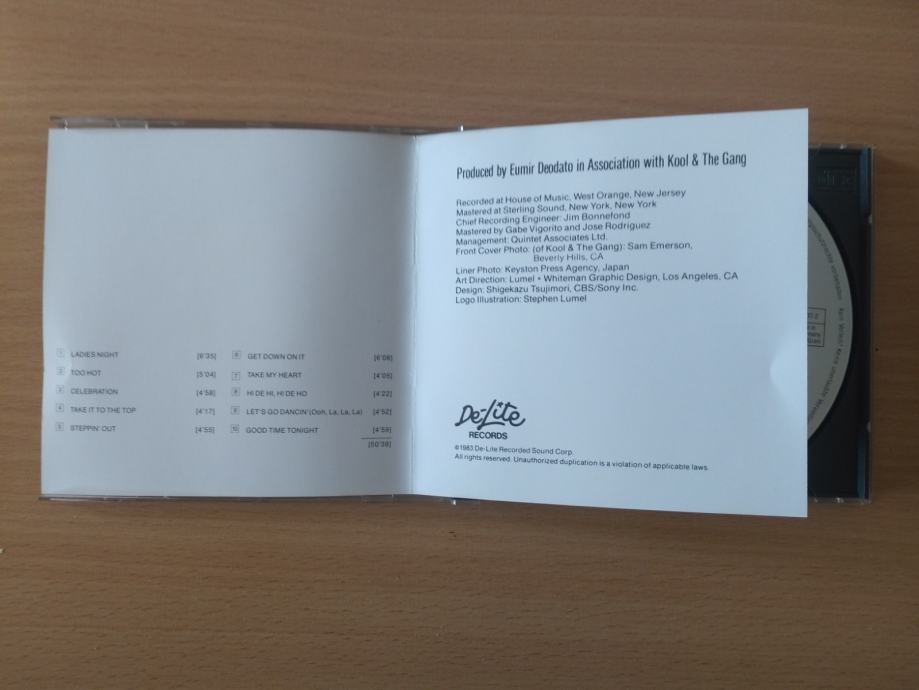 1 LADIES NIGHT [6'35]
2 TOO HOT [5'04]
3 CELEBRATION [4'58]
4 TAKE IT TO THE TOP [4'17]
5 STEPPIN' OUT [4'55]
6 GET DOWN ON IT [6'08]
7 TAKE MY HEART [4'05]
8 HI DE HI, HI DE HO [4'22]
9 LET'S GO DANCIN' (Ooh, La, La, La) [4'52]
10 GOOD TIME TONIGHT [4'59]
[50'38]
Produced by Eumir Deodato in Association with Kool & The Gang
Recorded at House of Music, West Orange, New Jersey
Mastered at Sterling Sound, New York, New York
Chief Recording Engineer: Jim Bonnefond
Mastered by Gabe Vigorito and Jose Rodriguez
Management: Quintet Associates Ltd.
Front Cover Photo: (of Kool & The Gang): Sam Emerson,
Beverly Hills, CA
Liner Photo: Keyston Press Agency, Japan
Art Direction: Lumel • Whiteman Graphic Design, Los Angeles, CA
Design: Shigekazu Tsujimori, CBS/Sony Inc.
Logo Illustration: Stephen Lumel
De-Lite
RECORDS
©1983 De-Lite Recorded Sound Corp.
All rights reserved. Unauthorized duplication is a violation of applicable laws.